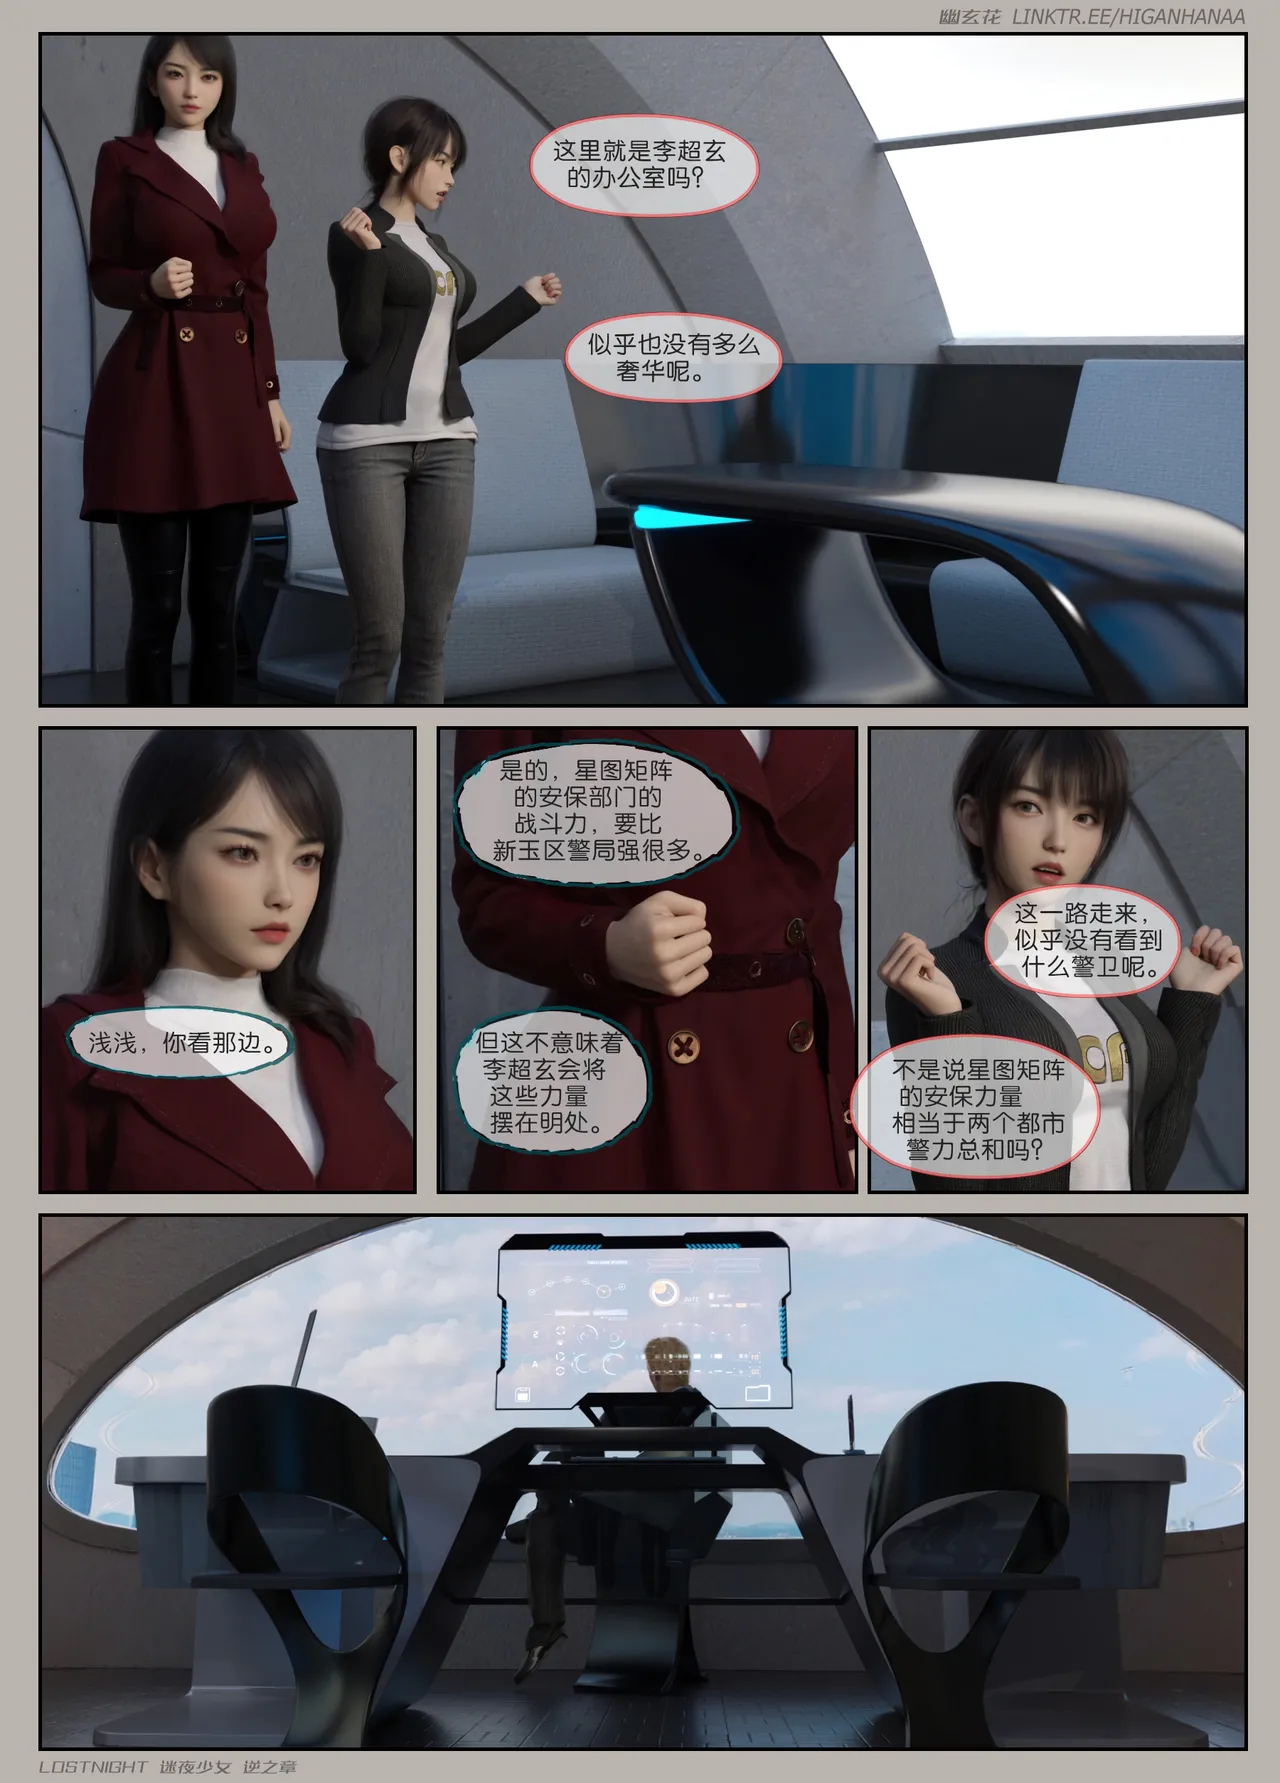 幽玄花 LINKTR.EE/HIGANHANAA
这里就是李超玄
的办公室吗？
似乎也没有多么
奢华呢。
浅浅，你看那边。
是的，星图矩阵
的安保部门的
战斗力，要比
新玉区警局强很多。
但这不意味着
李超玄会将
这些力量
摆在明处。
这一路走来，
似乎没有看到
什么警卫呢。
不是说星图矩阵
的安保力量
相当于两个都市
警力总和吗？
LOSTNIGHT 迷夜少女 逆之章